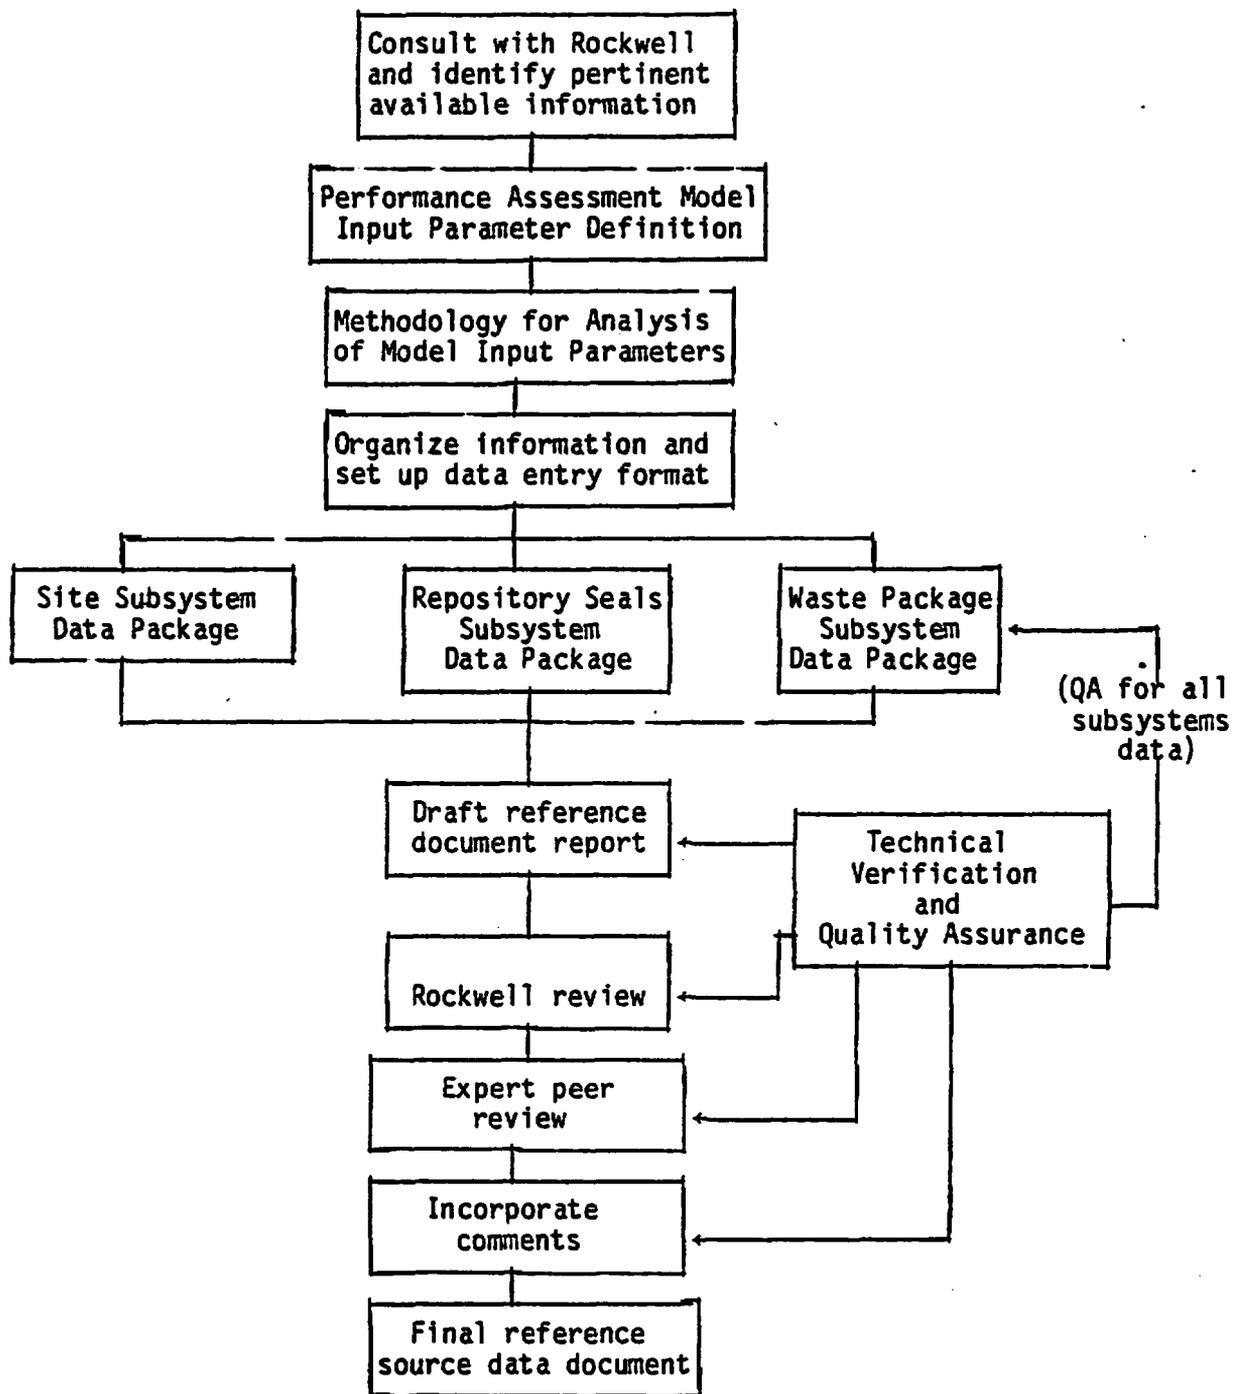 Consult with Rockwell
and identify pertinent
available information
Performance Assessment Model
Input Parameter Definition
Methodology for Analysis
of Model Input Parameters
Organize information and
set up data entry format
Site Subsystem
Data Package
Repository Seals
Subsystem
Data Package
Waste Package
Subsystem
Data Package
(QA for all
subsystems
data)
Draft reference
document report
Technical
Verification
and
Quality Assurance
Rockwell review
Expert peer
review
Incorporate
comments
Final reference
source data document